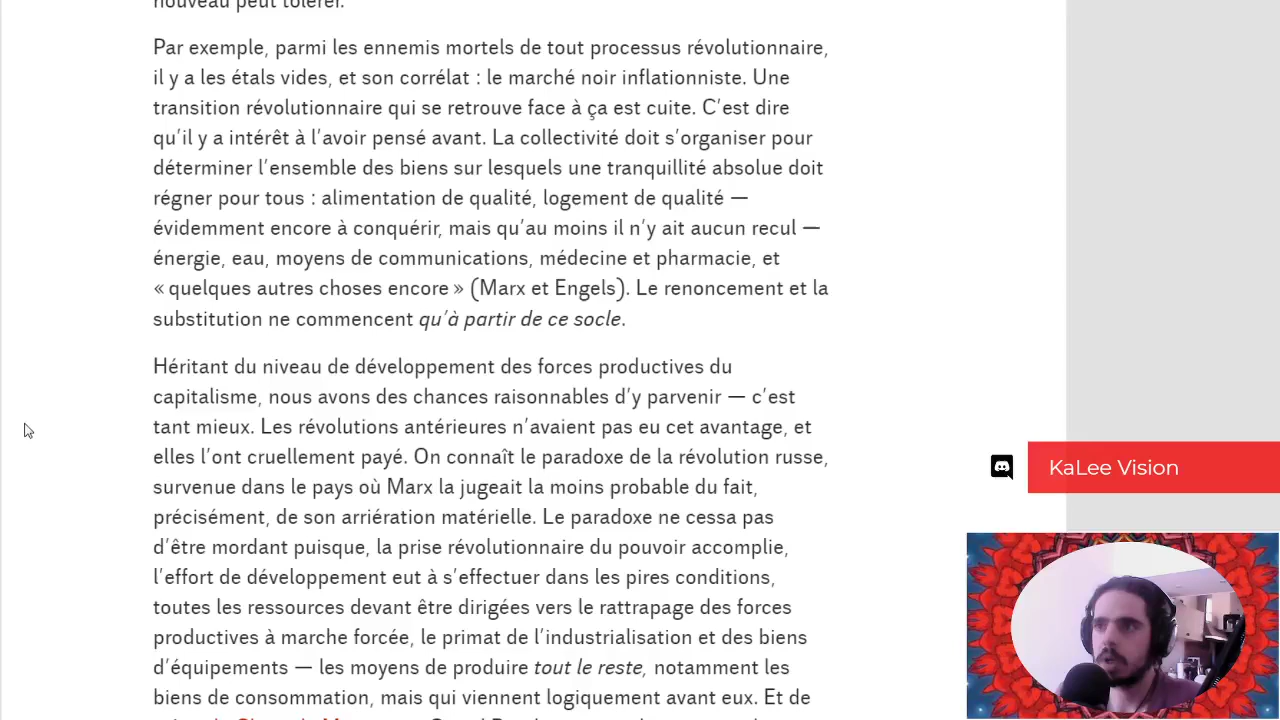 nouveau peut tolérer.
Par exemple, parmi les ennemis mortels de tout processus révolutionnaire,
il y a les étals vides, et son corrélat : le marché noir inflationniste. Une
transition révolutionnaire qui se retrouve face à ça est cuite. C’est dire
qu’il y a intérêt à l’avoir pensé avant. La collectivité doit s’organiser pour
déterminer l’ensemble des biens sur lesquels une tranquillité absolue doit
régner pour tous : alimentation de qualité, logement de qualité —
évidemment encore à conquérir, mais qu’au moins il n’y ait aucun recul —
énergie, eau, moyens de communications, médecine et pharmacie, et
« quelques autres choses encore » (Marx et Engels). Le renoncement et la
substitution ne commencent qu’à partir de ce socle.
Héritant du niveau de développement des forces productives du
capitalisme, nous avons des chances raisonnables d’y parvenir — c’est
tant mieux. Les révolutions antérieures n’avaient pas eu cet avantage, et
elles l’ont cruellement payé. On connaît le paradoxe de la révolution russe,
survenue dans le pays où Marx la jugeait la moins probable du fait,
précisément, de son arriération matérielle. Le paradoxe ne cessa pas
d’être mordant puisque, la prise révolutionnaire du pouvoir accomplie,
l’effort de développement eut à s’effectuer dans les pires conditions,
toutes les ressources devant être dirigées vers le rattrapage des forces
productives à marche forcée, le primat de l’industrialisation et des biens
d’équipements — les moyens de produire tout le reste, notamment les
biens de consommation, mais qui viennent logiquement avant eux. Et de
KaLee Vision